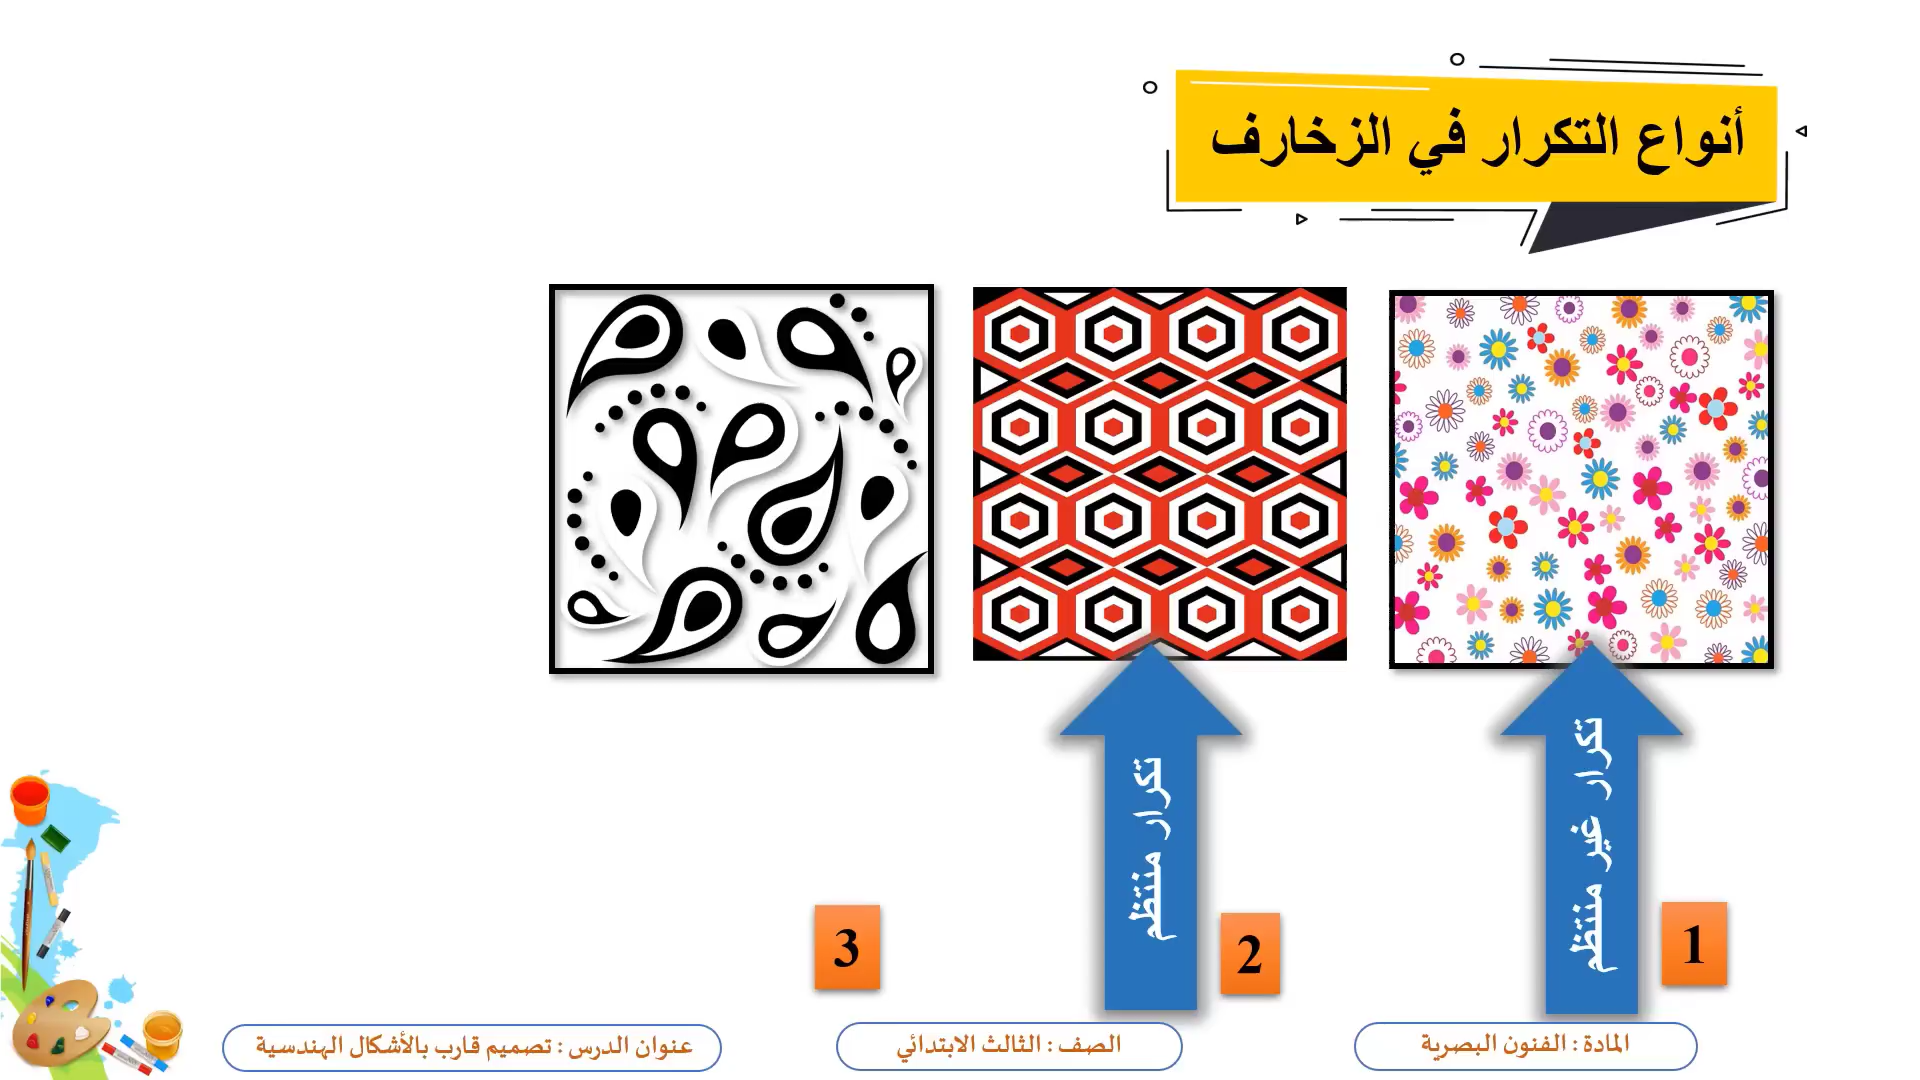 أنواع التكرار في الزخارف
تكرار غير منتظم
1
تكرار منتظم
2
3
المادة : الفنون البصرية
الصف : الثالث الابتدائي
عنوان الدرس : تصميم قارب بالأشكال الهندسية